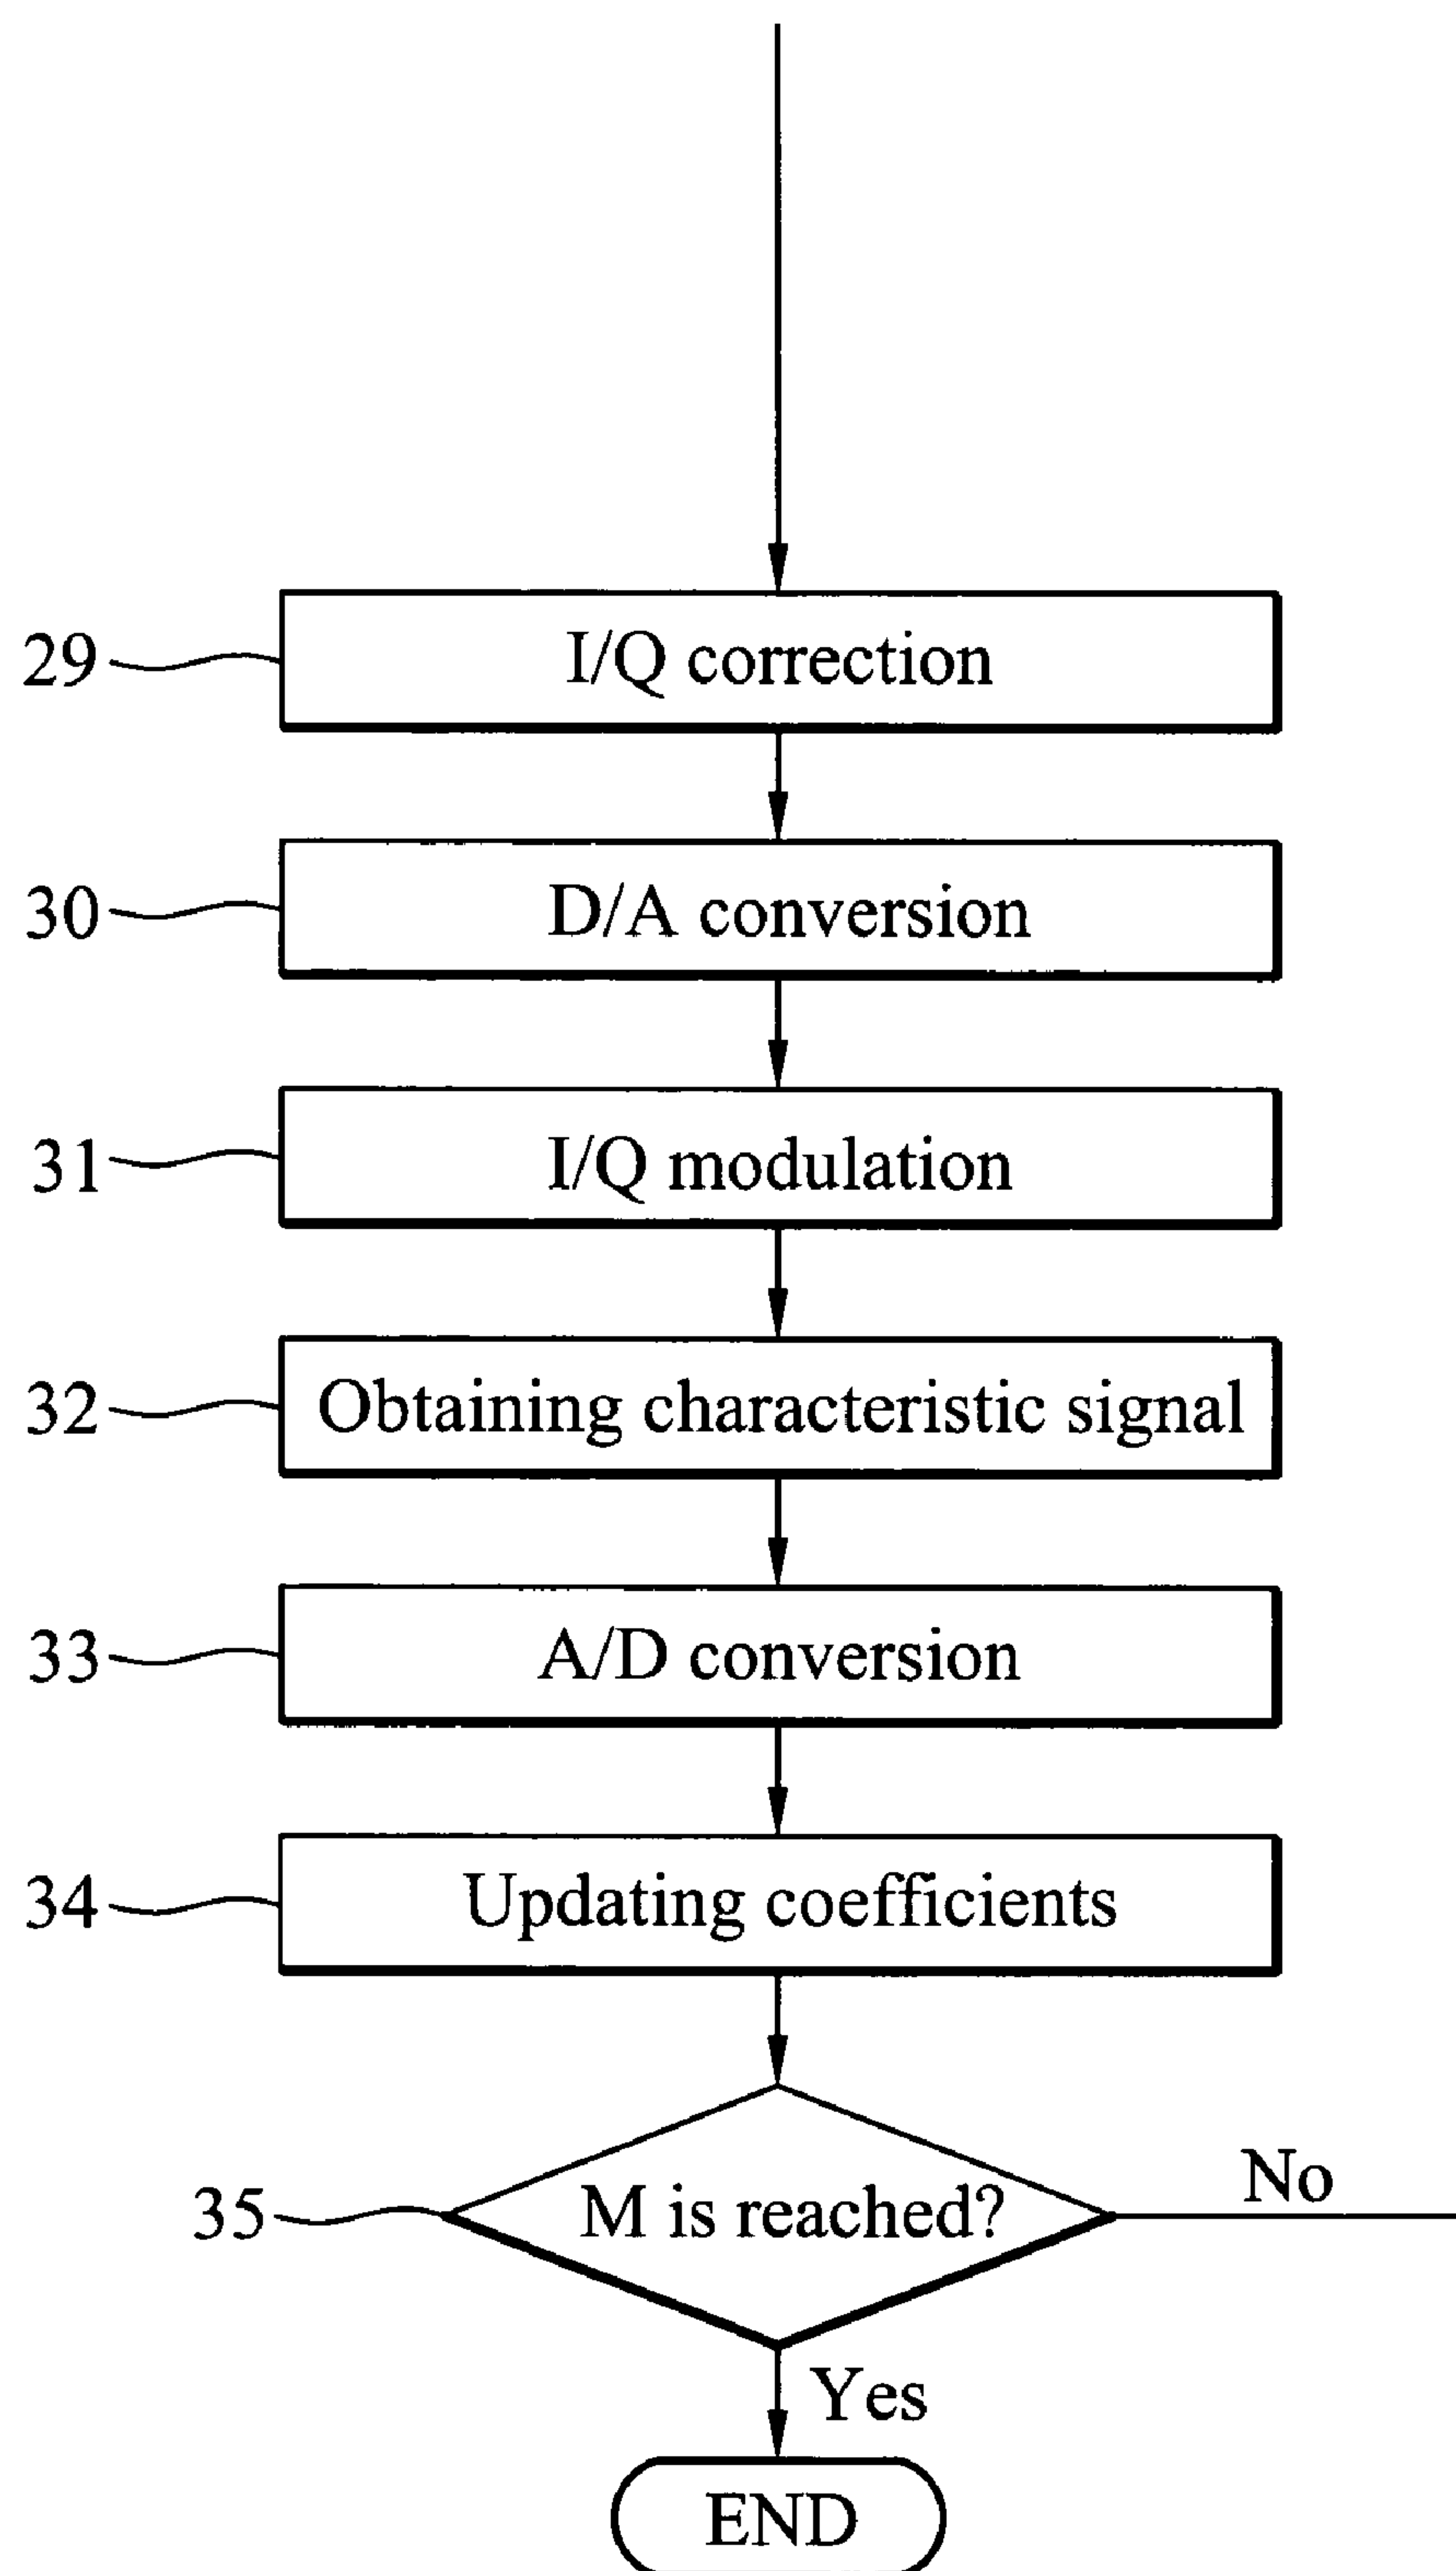 29 I/Q correction
30 D/A conversion
31 I/Q modulation
32 Obtaining characteristic signal
33 A/D conversion
34 Updating coefficients
35 M is reached?
No
Yes
END